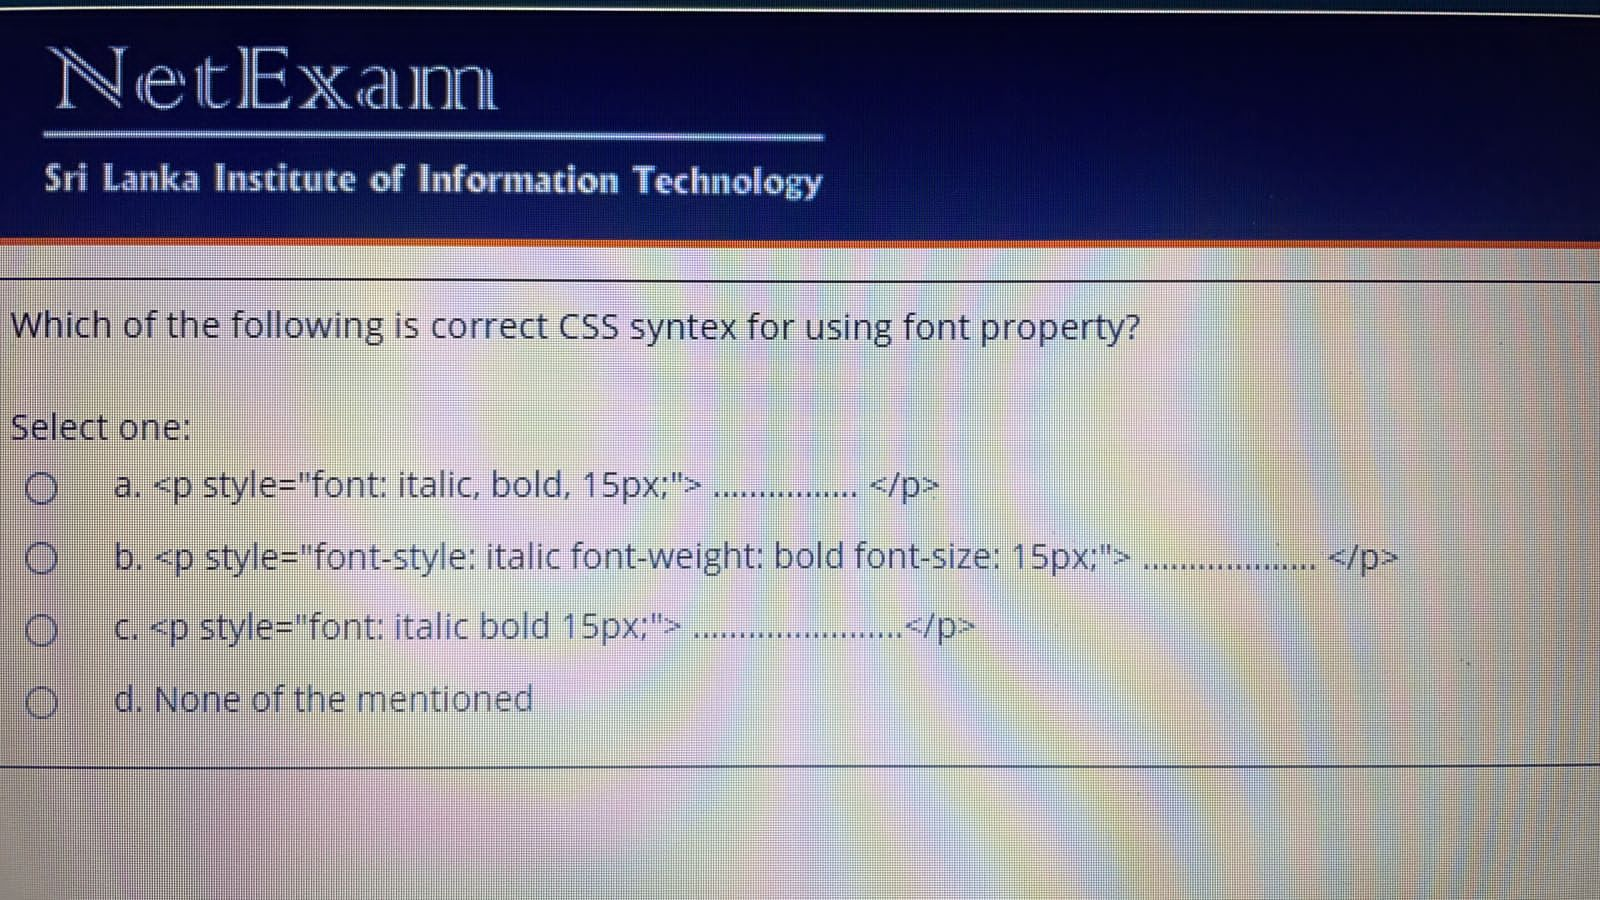 NetExam
Sri Lanka Institute of Information Technology
Which of the following is correct CSS syntex for using font property?
Select one:
a. <p style="font: italic, bold, 15px;"> ................ </p>
b. <p style="font-style: italic font-weight: bold font-size: 15px;"> ................... </p>
c. <p style="font: italic bold 15px;"> .......................</p>
d. None of the mentioned